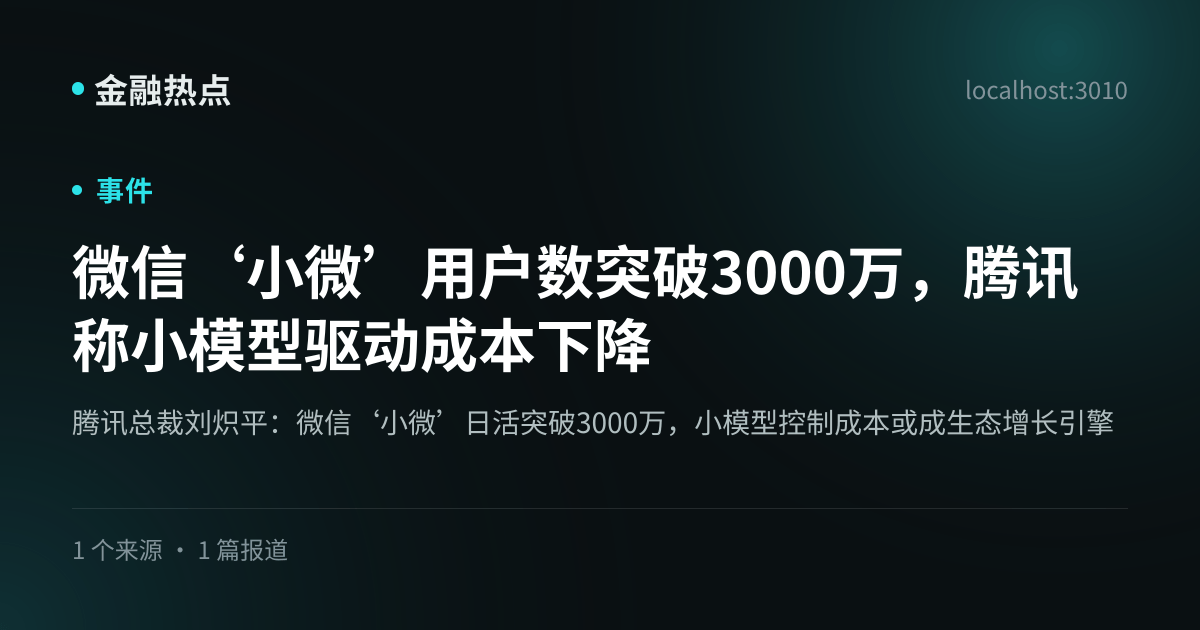 金融热点
localhost:3010
事件
微信‘小微’用户数突破3000万，腾讯
称小模型驱动成本下降
腾讯总裁刘炽平：微信‘小微’日活突破3000万，小模型控制成本或成生态增长引擎
1 个来源 · 1 篇报道